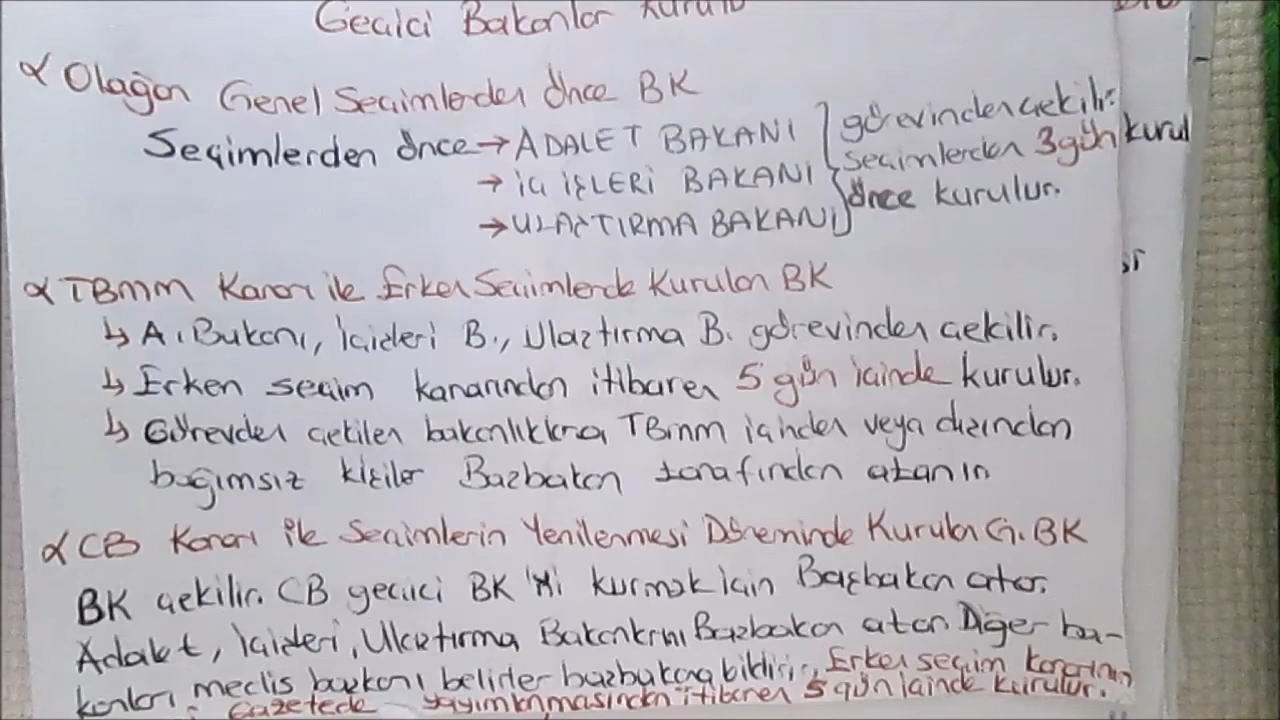 Geçici Bakanlar Kurulu
α Olağan Genel Seçimlerden Önce BK
Seçimlerden önce → ADALET BAKANI
→ İÇ İŞLERİ BAKANI
→ ULAŞTIRMA BAKANI
görevinden çekilir.
seçimlerden 3 gün
önce kurulur.
kurul
α TBMM Kararı ile Erken Seçimlerde Kurulan BK
↳ A. Bakanı, İçişleri B., Ulaştırma B. görevinden çekilir.
↳ Erken seçim kararından itibaren 5 gün içinde kurulur.
↳ Görevden çekilen bakanlıklara TBMM içinden veya dışından
bağımsız kişiler Başbakan tarafından atanır
α CB Kararı ile Seçimlerin Yenilenmesi Döneminde Kurulan G. BK
BK çekilir. CB geçici BK'yi kurmak için Başbakan atar.
Adalet, İçişleri, Ulaştırma Bakanlarını Başbakan atar. Diğer ba-
kanları meclis başkanı belirler başbakana bildirir. Erken seçim kararının
Gazetede yayımlanmasından itibaren 5 gün içinde kurulur.